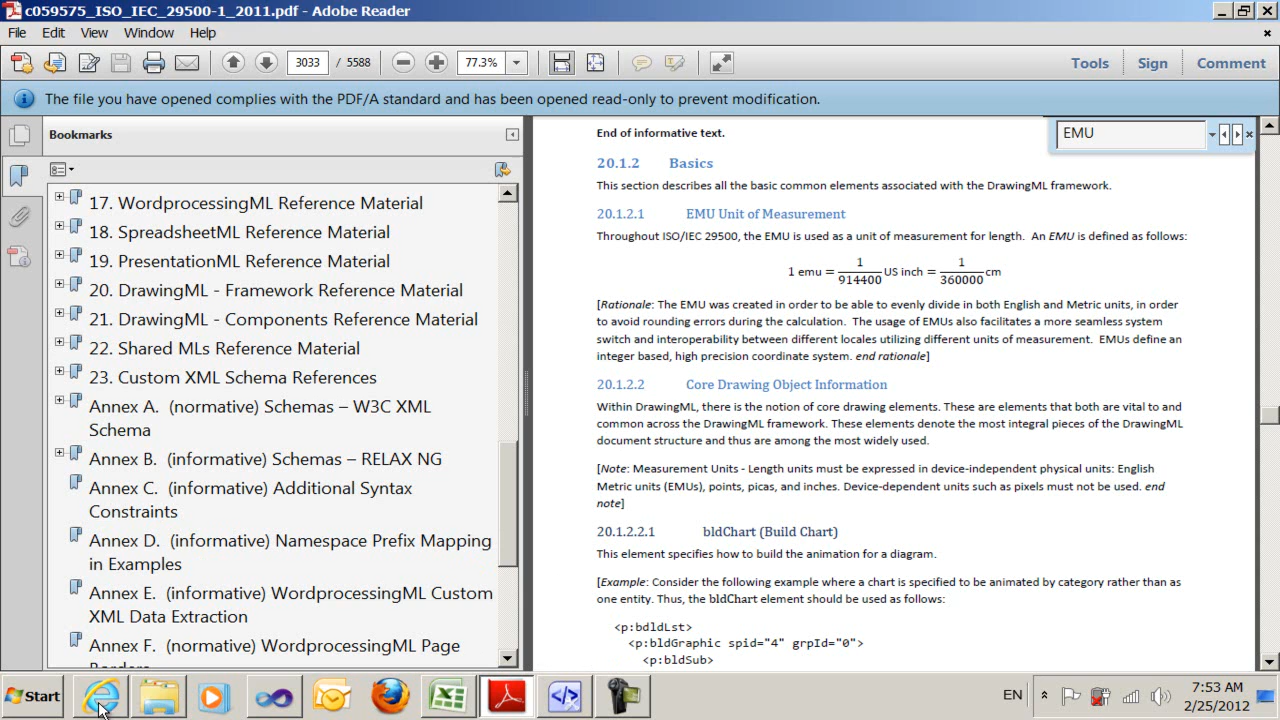 c059575_ISO_IEC_29500-1_2011.pdf - Adobe Reader
File Edit View Window Help
3033 / 5588 77.3% Tools Sign Comment
The file you have opened complies with the PDF/A standard and has been opened read-only to prevent modification.
Bookmarks
17. WordprocessingML Reference Material
18. SpreadsheetML Reference Material
19. PresentationML Reference Material
20. DrawingML - Framework Reference Material
21. DrawingML - Components Reference Material
22. Shared MLs Reference Material
23. Custom XML Schema References
Annex A. (normative) Schemas – W3C XML
Schema
Annex B. (informative) Schemas – RELAX NG
Annex C. (informative) Additional Syntax
Constraints
Annex D. (informative) Namespace Prefix Mapping
in Examples
Annex E. (informative) WordprocessingML Custom
XML Data Extraction
Annex F. (normative) WordprocessingML Page
Borders
EMU
End of informative text.
20.1.2 Basics
This section describes all the basic common elements associated with the DrawingML framework.
20.1.2.1 EMU Unit of Measurement
Throughout ISO/IEC 29500, the EMU is used as a unit of measurement for length. An EMU is defined as follows:
1 emu = 1/914400 US inch = 1/360000 cm
[Rationale: The EMU was created in order to be able to evenly divide in both English and Metric units, in order
to avoid rounding errors during the calculation. The usage of EMUs also facilitates a more seamless system
switch and interoperability between different locales utilizing different units of measurement. EMUs define an
integer based, high precision coordinate system. end rationale]
20.1.2.2 Core Drawing Object Information
Within DrawingML, there is the notion of core drawing elements. These are elements that both are vital to and
common across the DrawingML framework. These elements denote the most integral pieces of the DrawingML
document structure and thus are among the most widely used.
[Note: Measurement Units - Length units must be expressed in device-independent physical units: English
Metric units (EMUs), points, picas, and inches. Device-dependent units such as pixels must not be used. end
note]
20.1.2.2.1 bldChart (Build Chart)
This element specifies how to build the animation for a diagram.
[Example: Consider the following example where a chart is specified to be animated by category rather than as
one entity. Thus, the bldChart element should be used as follows:
<p:bdldLst>
<p:bldGraphic spid="4" grpId="0">
<p:bldSub>
Start
EN
7:53 AM
2/25/2012